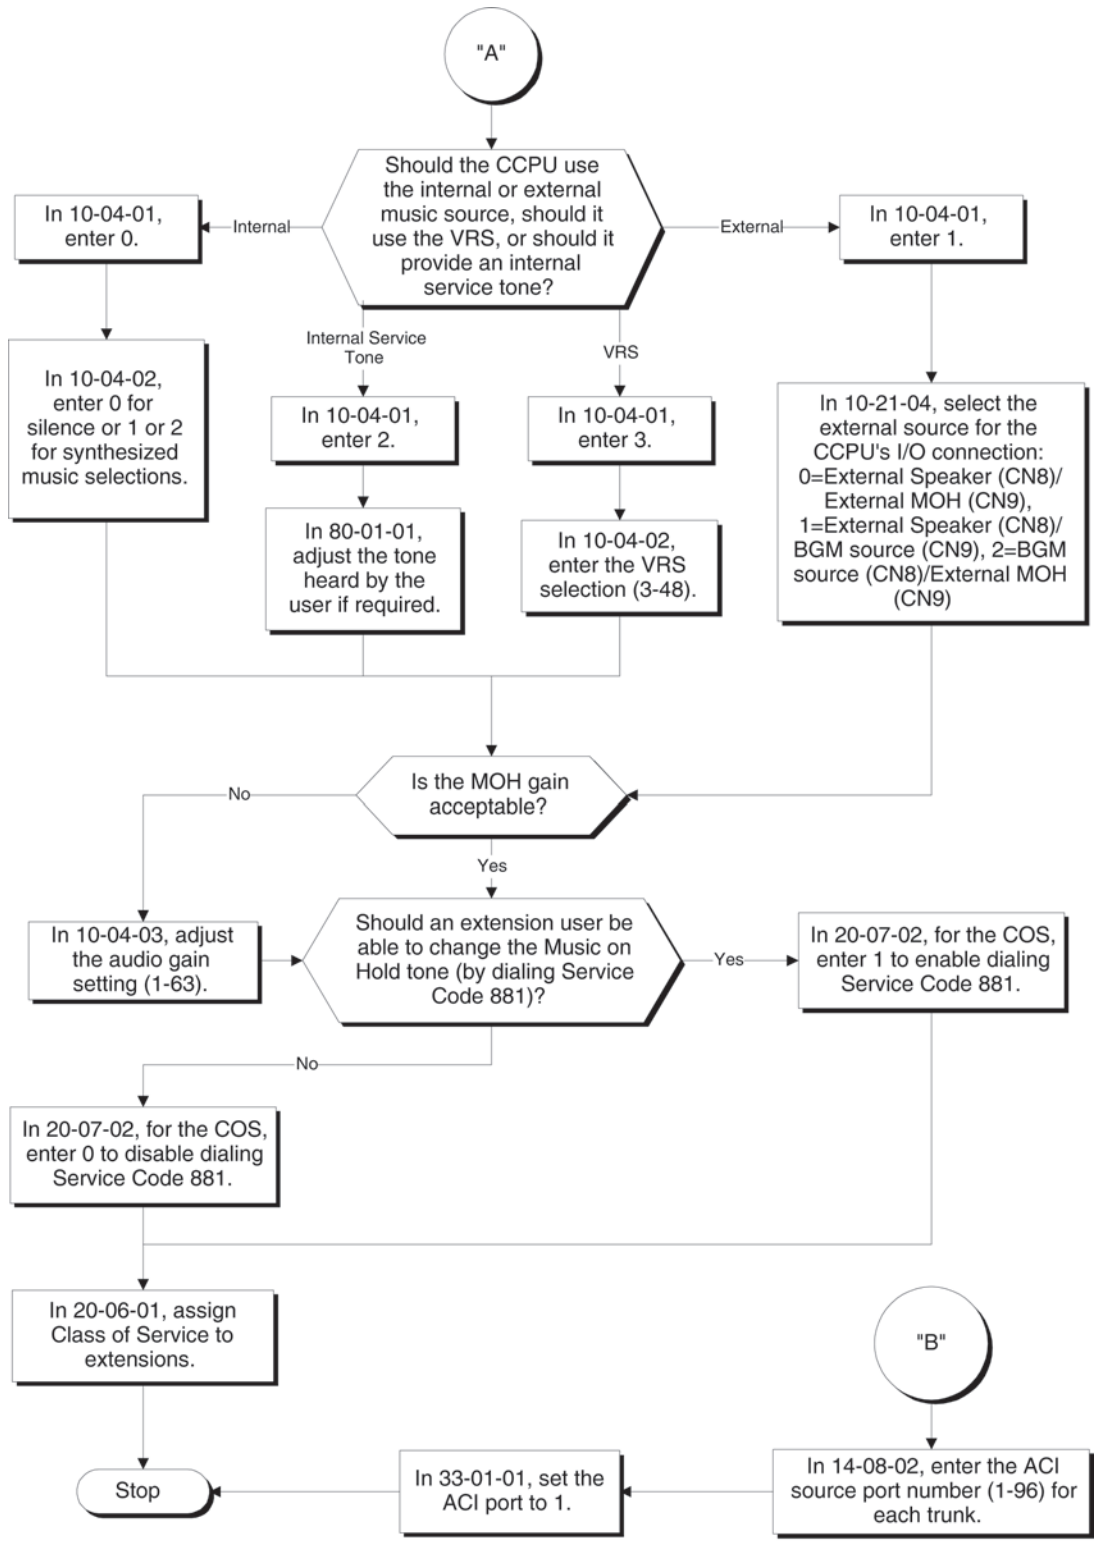 "A"
Should the CCPU use
the internal or external
music source, should it
use the VRS, or should it
provide an internal
service tone?
Internal
External
In 10-04-01,
enter 0.
In 10-04-01,
enter 1.
Internal Service
Tone
VRS
In 10-04-02,
enter 0 for
silence or 1 or 2
for synthesized
music selections.
In 10-04-01,
enter 2.
In 10-04-01,
enter 3.
In 10-21-04, select the
external source for the
CCPU's I/O connection:
0=External Speaker (CN8)/
External MOH (CN9),
1=External Speaker (CN8)/
BGM source (CN9), 2=BGM
source (CN8)/External MOH
(CN9)
In 80-01-01,
adjust the tone
heard by the
user if required.
In 10-04-02,
enter the VRS
selection (3-48).
Is the MOH gain
acceptable?
No
Yes
In 10-04-03, adjust
the audio gain
setting (1-63).
Should an extension user be
able to change the Music on
Hold tone (by dialing Service
Code 881)?
Yes
In 20-07-02, for the COS,
enter 1 to enable dialing
Service Code 881.
No
In 20-07-02, for the COS,
enter 0 to disable dialing
Service Code 881.
In 20-06-01, assign
Class of Service to
extensions.
"B"
Stop
In 33-01-01, set the
ACI port to 1.
In 14-08-02, enter the ACI
source port number (1-96) for
each trunk.